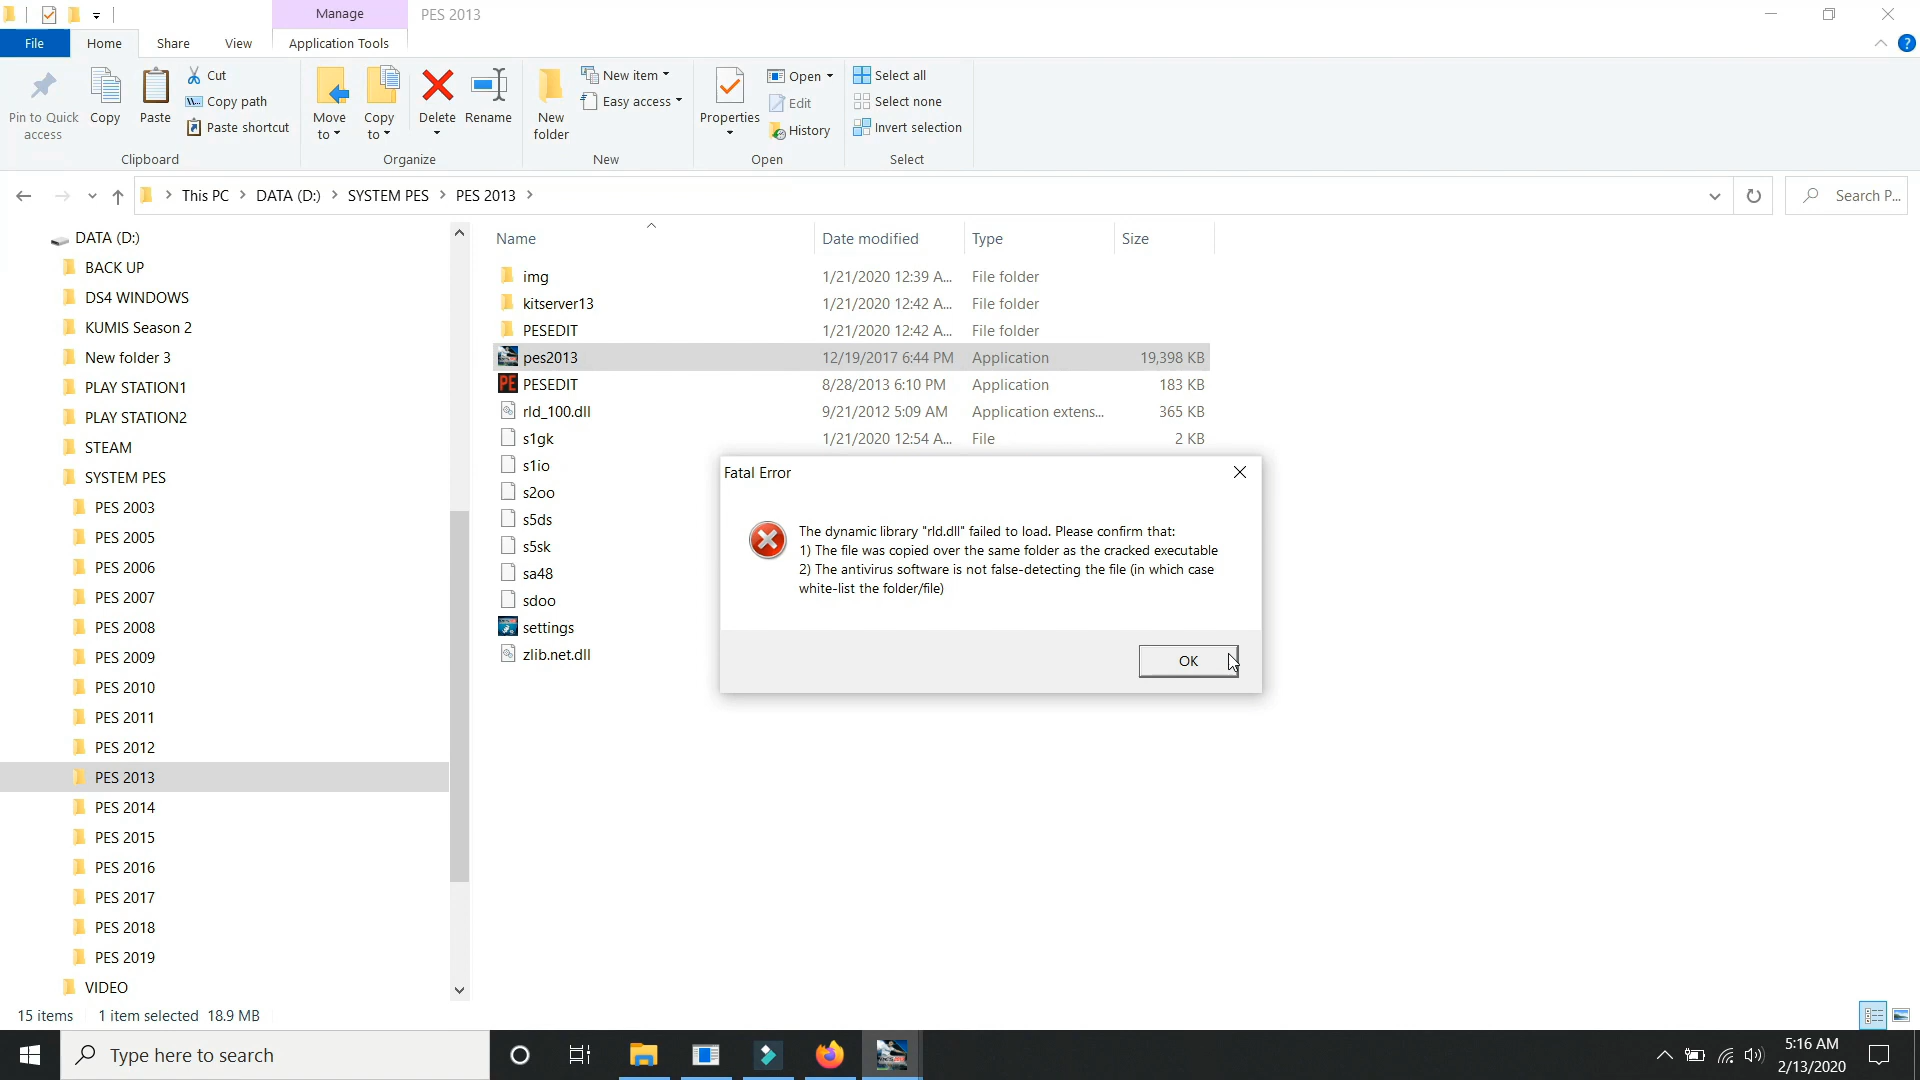 Manage
PES 2013
File
Home
Share
View
Application Tools
Pin to Quick
access
Copy
Paste
Cut
Copy path
Paste shortcut
Clipboard
Move
to
Copy
to
Delete
Rename
Organize
New
folder
New item
Easy access
New
Properties
Open
Edit
History
Open
Select all
Select none
Invert selection
Select
This PC > DATA (D:) > SYSTEM PES > PES 2013 >
Search P...
DATA (D:)
BACK UP
DS4 WINDOWS
KUMIS Season 2
New folder 3
PLAY STATION1
PLAY STATION2
STEAM
SYSTEM PES
PES 2003
PES 2005
PES 2006
PES 2007
PES 2008
PES 2009
PES 2010
PES 2011
PES 2012
PES 2013
PES 2014
PES 2015
PES 2016
PES 2017
PES 2018
PES 2019
VIDEO
Name Date modified Type Size
img 1/21/2020 12:39 A... File folder
kitserver13 1/21/2020 12:42 A... File folder
PESEDIT 1/21/2020 12:42 A... File folder
pes2013 12/19/2017 6:44 PM Application 19,398 KB
PESEDIT 8/28/2013 6:10 PM Application 183 KB
rld_100.dll 9/21/2012 5:09 AM Application extens... 365 KB
s1gk 1/21/2020 12:54 A... File 2 KB
s1io
s2oo
s5ds
s5sk
sa48
sdoo
settings
zlib.net.dll
Fatal Error
The dynamic library "rld.dll" failed to load. Please confirm that:
1) The file was copied over the same folder as the cracked executable
2) The antivirus software is not false-detecting the file (in which case
white-list the folder/file)
OK
15 items 1 item selected 18.9 MB
Type here to search
5:16 AM
2/13/2020